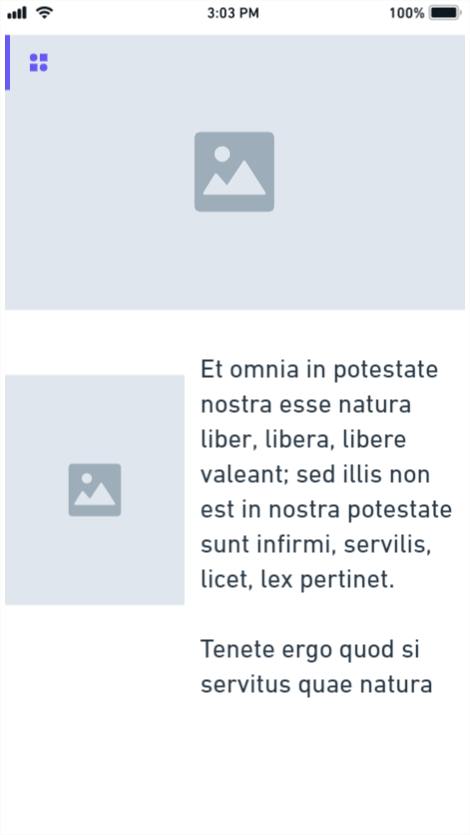 3:03 PM 100%
Et omnia in potestate
nostra esse natura
liber, libera, libere
valeant; sed illis non
est in nostra potestate
sunt infirmi, servilis,
licet, lex pertinet.
Tenete ergo quod si
servitus quae natura